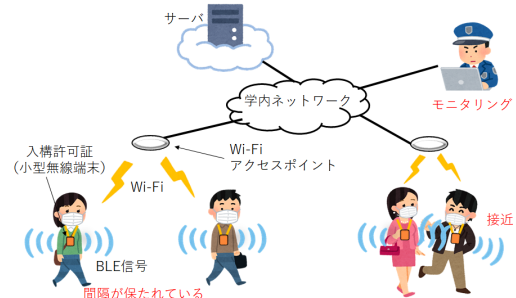 サーバ
学内ネットワーク
モニタリング
入構許可証
（小型無線端末）
Wi-Fi
アクセスポイント
Wi-Fi
接近
BLE信号
間隔が保たれている